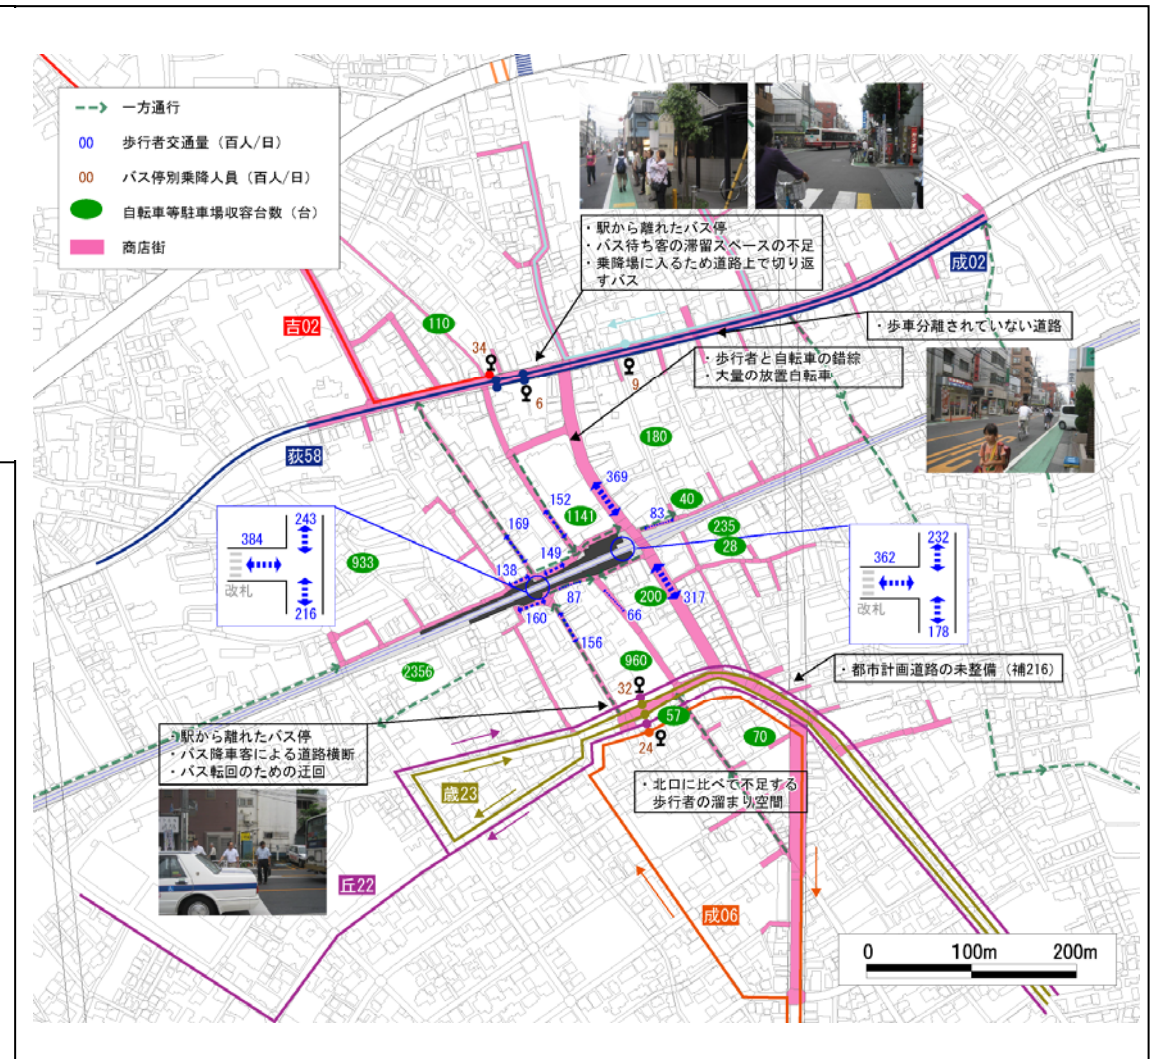 一方通行
00 歩行者交通量（百人/日）
00 バス停別乗降人員（百人/日）
自転車等駐車場収容台数（台）
商店街
・駅から離れたバス停
・バス待ち客の滞留スペースの不足
・乗降場に入るため道路上で切り返
すバス
成02
・歩車分離されていない道路
吉02
110
34
6
9
・歩行者と自転車の錯綜
・大量の放置自転車
荻58
180
369
152
1141
40
83
235
28
169
149
138
87
160
200
317
66
156
933
243
384
改札
216
232
362
改札
178
2356
960
32
57
24
70
・都市計画道路の未整備（補216）
・駅から離れたバス停
・バス降車客による道路横断
・バス転回のための迂回
・北口に比べて不足する
歩行者の溜まり空間
歳23
丘22
成06
0 100m 200m